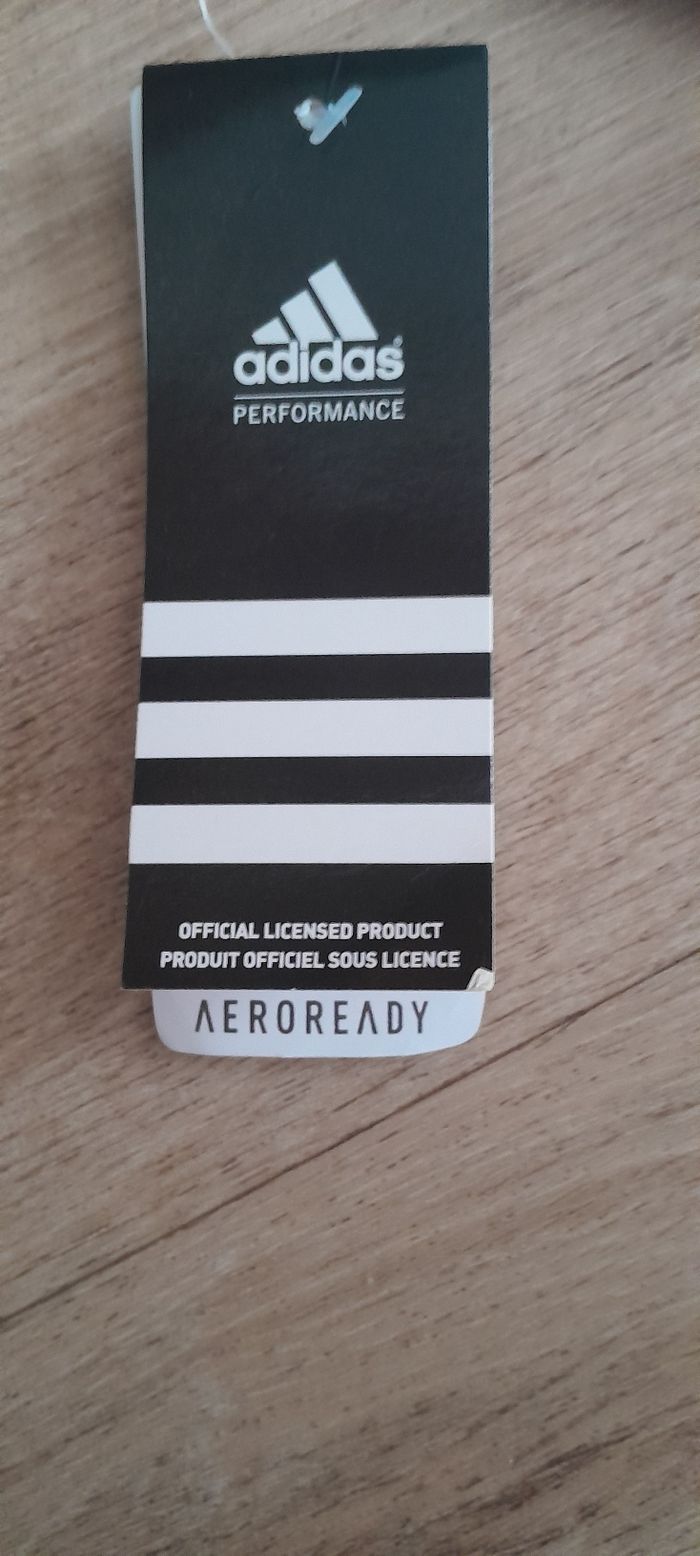 adidas®
PERFORMANCE
OFFICIAL LICENSED PRODUCT
PRODUIT OFFICIEL SOUS LICENCE
AEROREADY